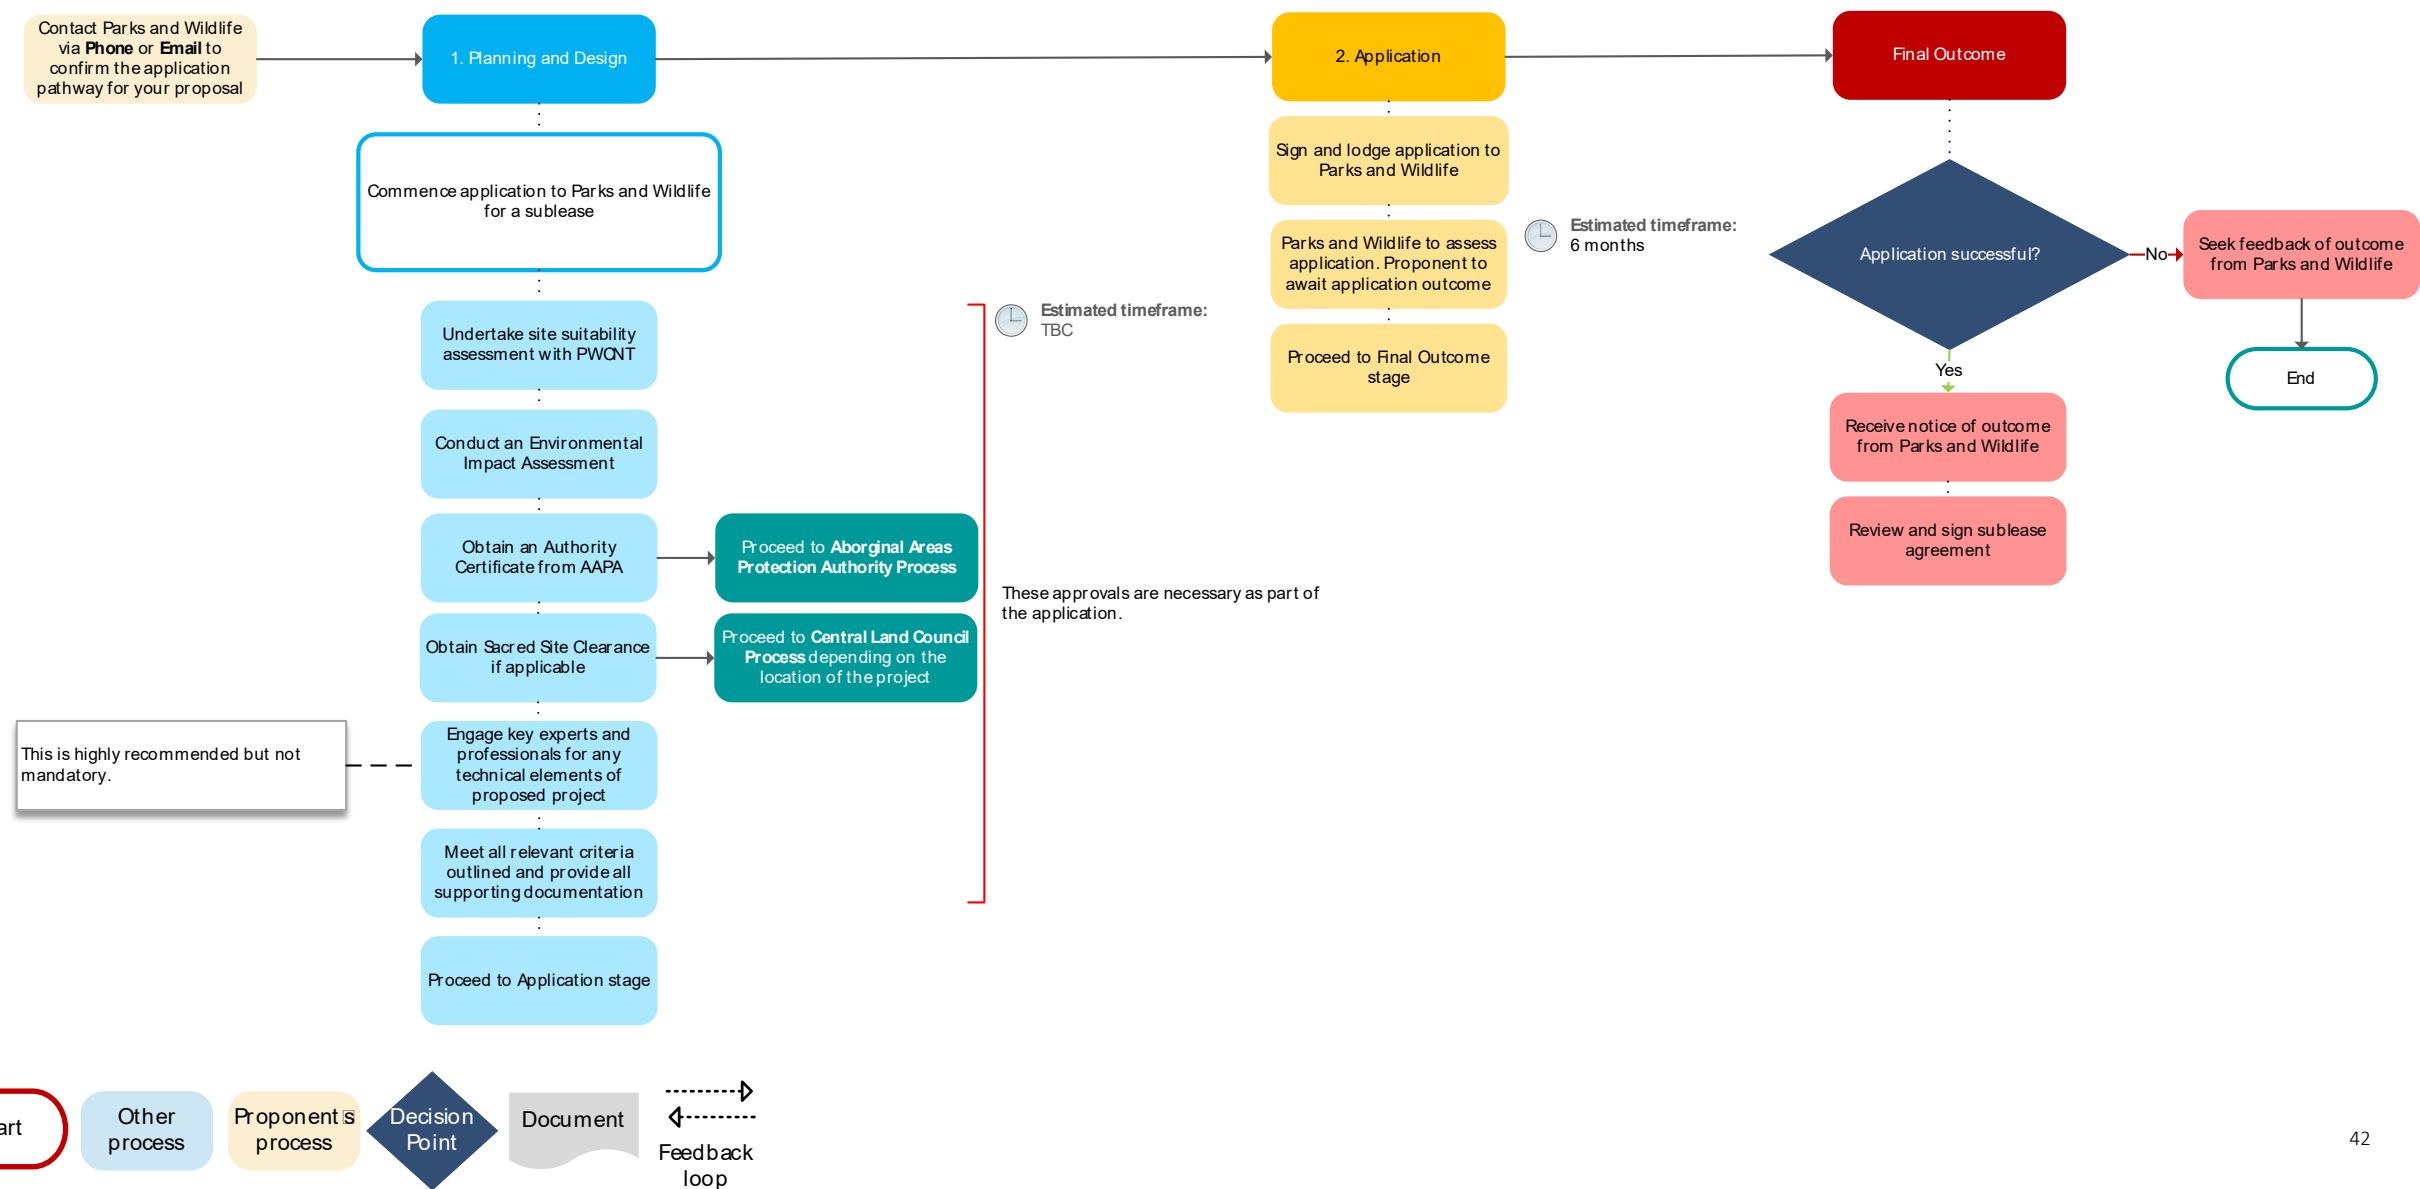 Contact Parks and Wildlife
via Phone or Email to
confirm the application
pathway for your proposal
1. Planning and Design
2. Application
Final Outcome
Commence application to Parks and Wildlife
for a sublease
Undertake site suitability
assessment with PWCNT
Conduct an Environmental
Impact Assessment
Obtain an Authority
Certificate from AAPA
Proceed to Aborginal Areas
Protection Authority Process
Obtain Sacred Site Clearance
if applicable
Proceed to Central Land Council
Process depending on the
location of the project
This is highly recommended but not
mandatory.
Engage key experts and
professionals for any
technical elements of
proposed project
Meet all relevant criteria
outlined and provide all
supporting documentation
Proceed to Application stage
Estimated timeframe:
TBC
These approvals are necessary as part of
the application.
Sign and lodge application to
Parks and Wildlife
Parks and Wildlife to assess
application. Proponent to
await application outcome
Estimated timeframe:
6 months
Proceed to Final Outcome
stage
Application successful?
No
Seek feedback of outcome
from Parks and Wildlife
End
Yes
Receive notice of outcome
from Parks and Wildlife
Review and sign sublease
agreement
art
Other
process
Proponent s
process
Decision
Point
Document
Feedback
loop
42